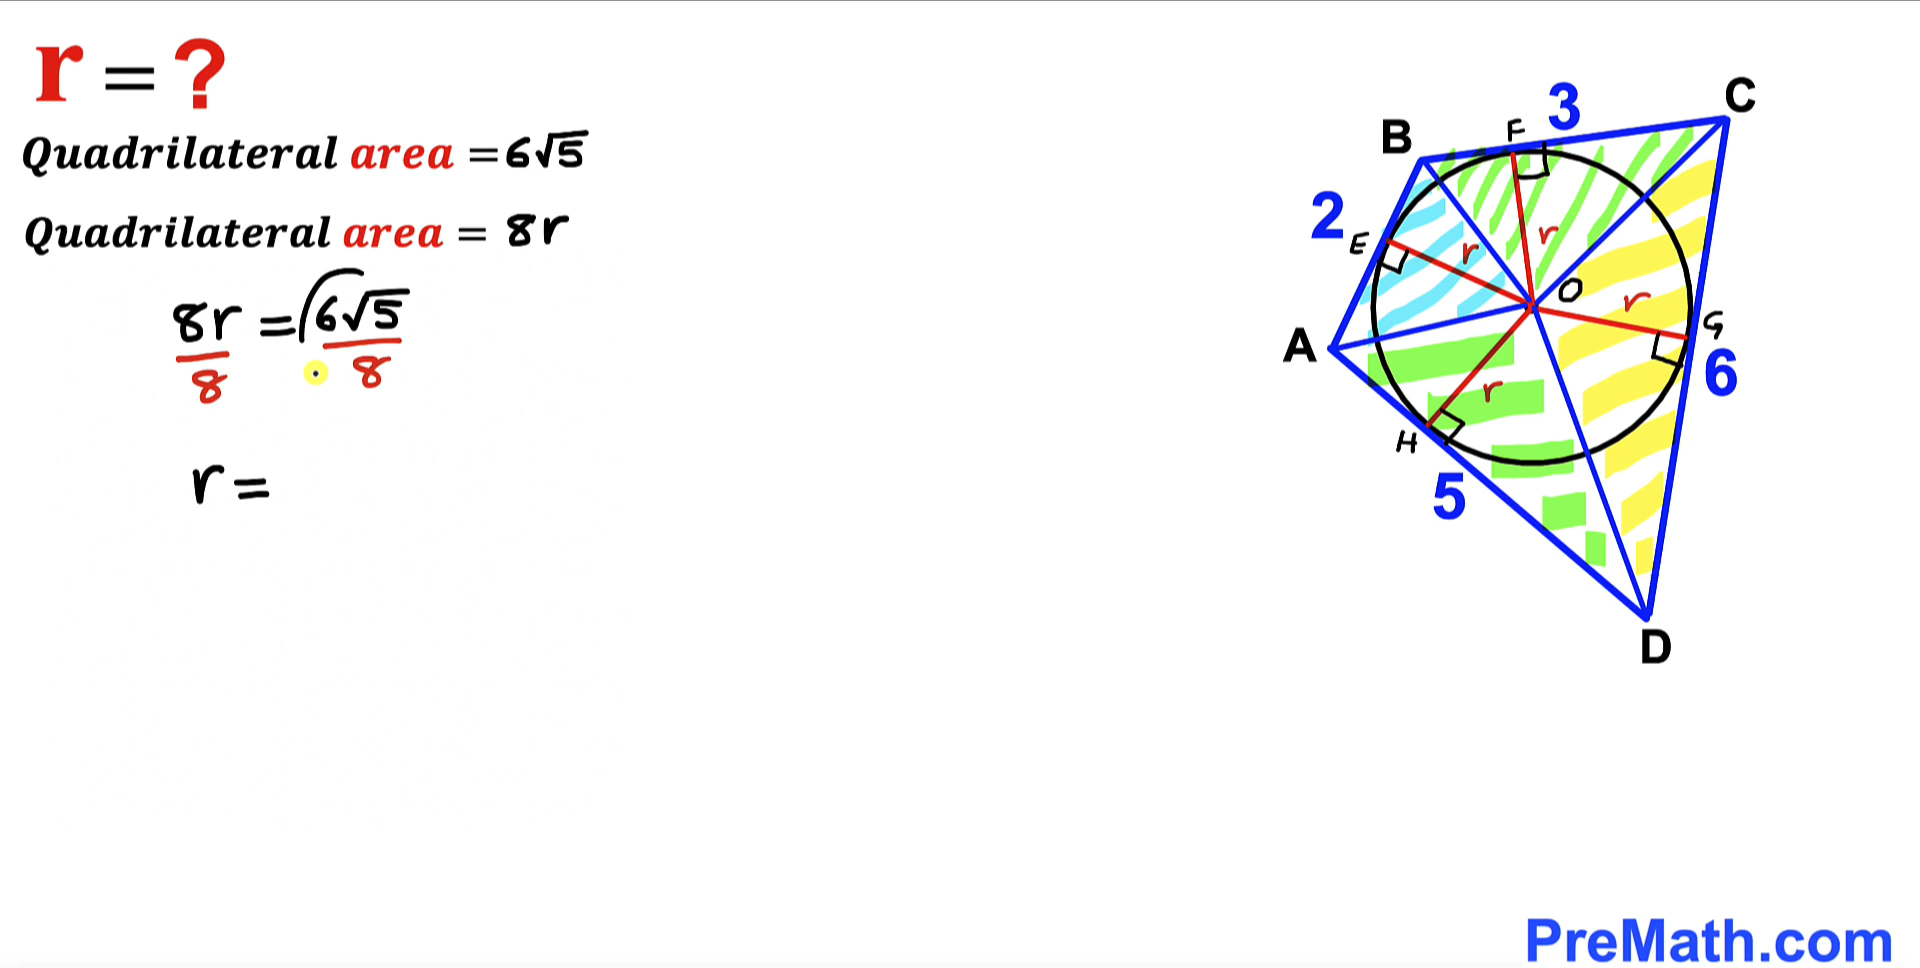 r = ?
Quadrilateral area = 6√5
Quadrilateral area = 8r
8r = 6√5
8 8
r =
B F 3 C
2 E r r
O r G
A 6
r
H
5
D
PreMath.com